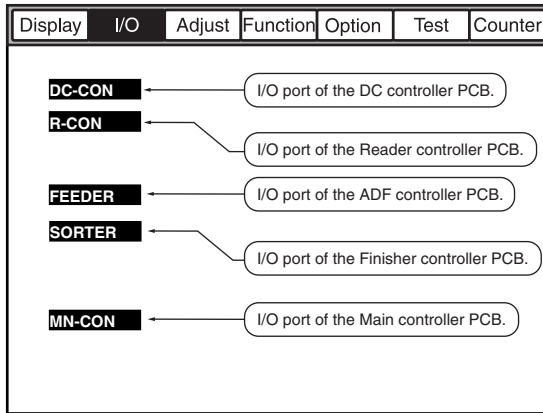 Display I/O Adjust Function Option Test Counter
DC-CON I/O port of the DC controller PCB.
R-CON
I/O port of the Reader controller PCB.
FEEDER I/O port of the ADF controller PCB.
SORTER
I/O port of the Finisher controller PCB.
MN-CON I/O port of the Main controller PCB.